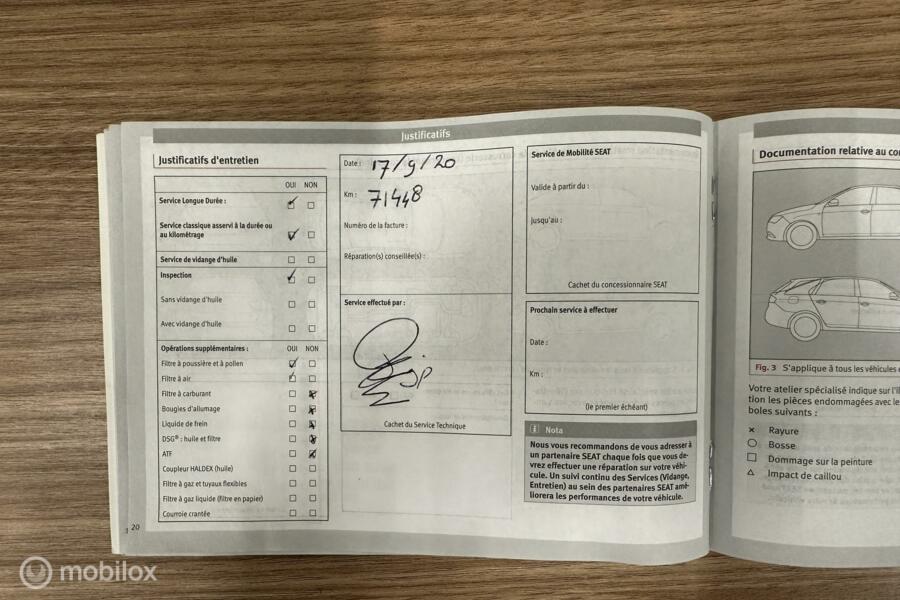 Justificatifs
Justificatifs d'entretien
OUI NON
Service Longue Durée :
Service classique asservi à la durée ou
au kilométrage
Service de vidange d'huile
Inspection
Sans vidange d'huile
Avec vidange d'huile
Opérations supplémentaires : OUI NON
Filtre à poussière et à pollen
Filtre à air
Filtre à carburant
Bougies d'allumage
Liquide de frein
DSG® : huile et filtre
ATF
Coupleur HALDEX (huile)
Filtre à gaz et tuyaux flexibles
Filtre à gaz liquide (filtre en papier)
Courroie crantée
20
Date : 17/9/20
Km : 71448
Numéro de la facture :
Réparation(s) conseillée(s) :
Service effectué par :
Cachet du Service Technique
Service de Mobilité SEAT
Valide à partir du :
jusqu'au :
Cachet du concessionnaire SEAT
Prochain service à effectuer
Date :
Km :
(le premier échéant)
i Nota
Nous vous recommandons de vous adresser à
un partenaire SEAT chaque fois que vous de-
vrez effectuer une réparation sur votre véhi-
cule. Un suivi continu des Services (Vidange,
Entretien) au sein des partenaires SEAT amé-
liorera les performances de votre véhicule.
Documentation relative au
Fig. 3 S'applique à tous les véhicules
Votre atelier spécialisé indique sur
tion les pièces endommagées avec
boles suivants :
Rayure
Bosse
Dommage sur la peinture
Impact de caillou
mobilox